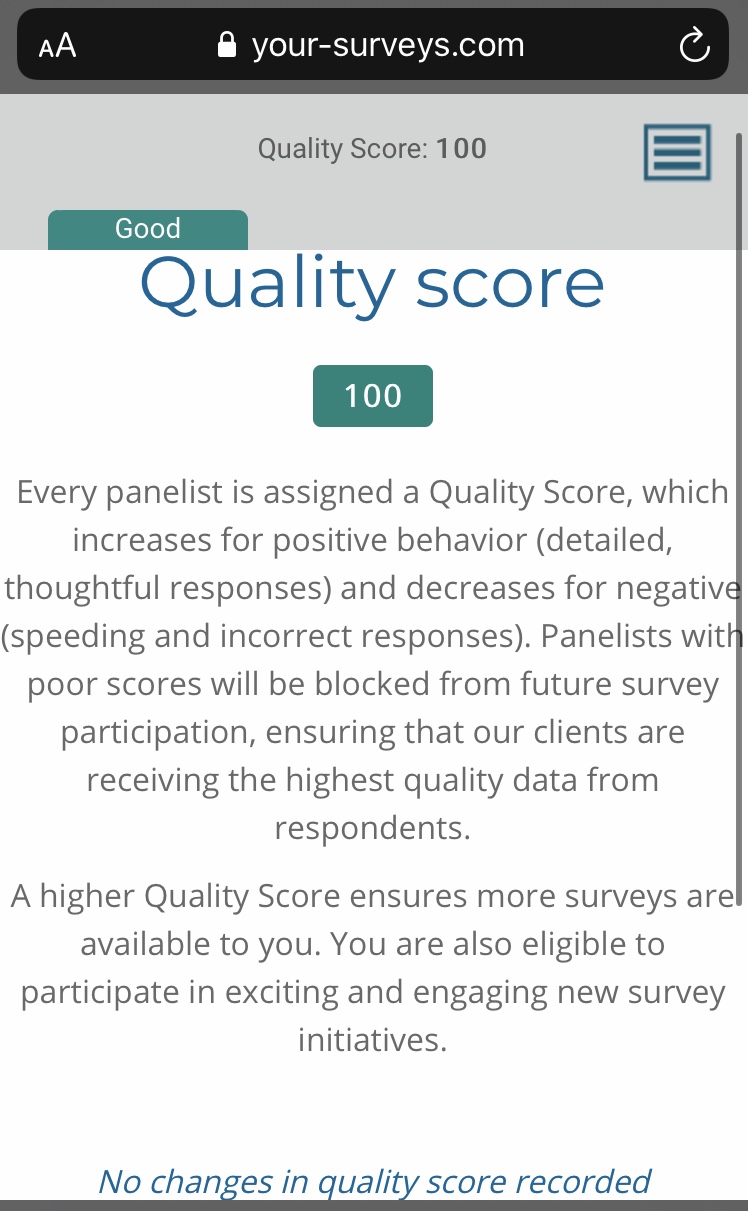 AA your-surveys.com
Quality Score: 100
Good
Quality score
100
Every panelist is assigned a Quality Score, which
increases for positive behavior (detailed,
thoughtful responses) and decreases for negative
(speeding and incorrect responses). Panelists with
poor scores will be blocked from future survey
participation, ensuring that our clients are
receiving the highest quality data from
respondents.
A higher Quality Score ensures more surveys are
available to you. You are also eligible to
participate in exciting and engaging new survey
initiatives.
No changes in quality score recorded